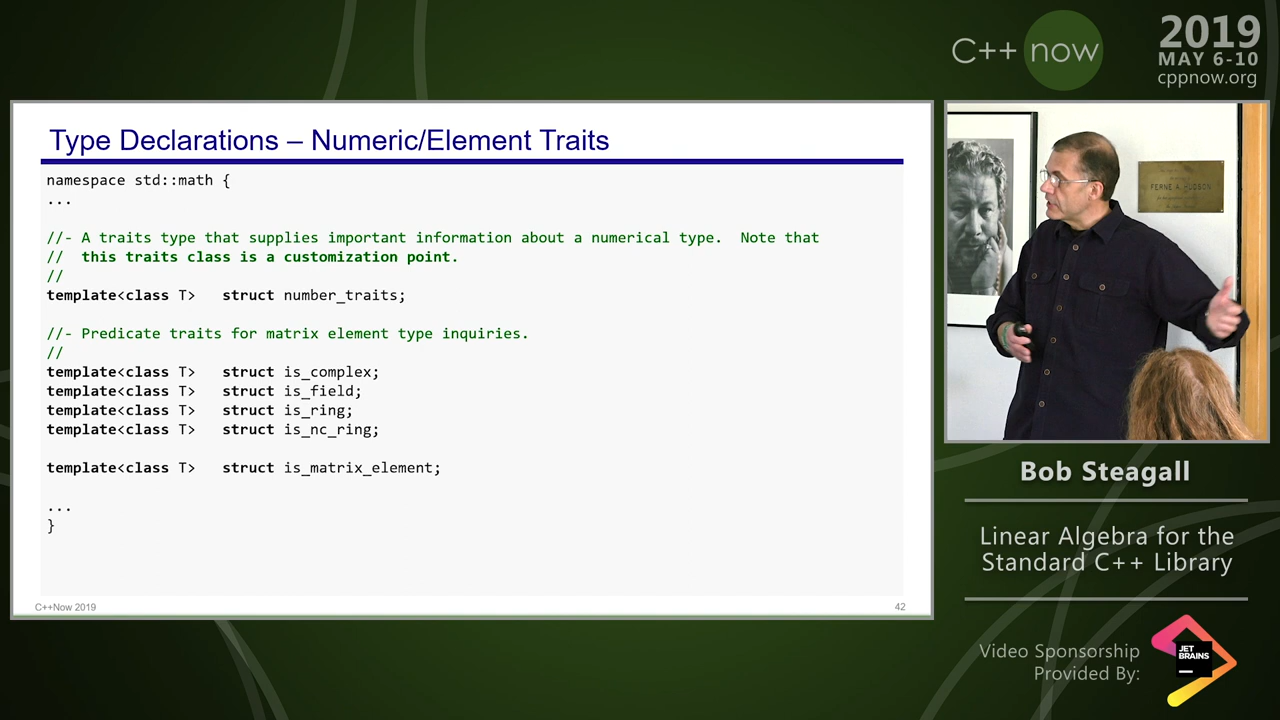 C++ now
2019
MAY 6-10
cppnow.org
Type Declarations – Numeric/Element Traits
namespace std::math {
...
//- A traits type that supplies important information about a numerical type.  Note that
//  this traits class is a customization point.
//
template<class T>   struct number_traits;
//- Predicate traits for matrix element type inquiries.
//
template<class T>   struct is_complex;
template<class T>   struct is_field;
template<class T>   struct is_ring;
template<class T>   struct is_nc_ring;
template<class T>   struct is_matrix_element;
...
}
C++Now 2019
42
FERNE A. HUDSON
Bob Steagall
Linear Algebra for the
Standard C++ Library
Video Sponsorship
Provided By:
JET
BRAINS